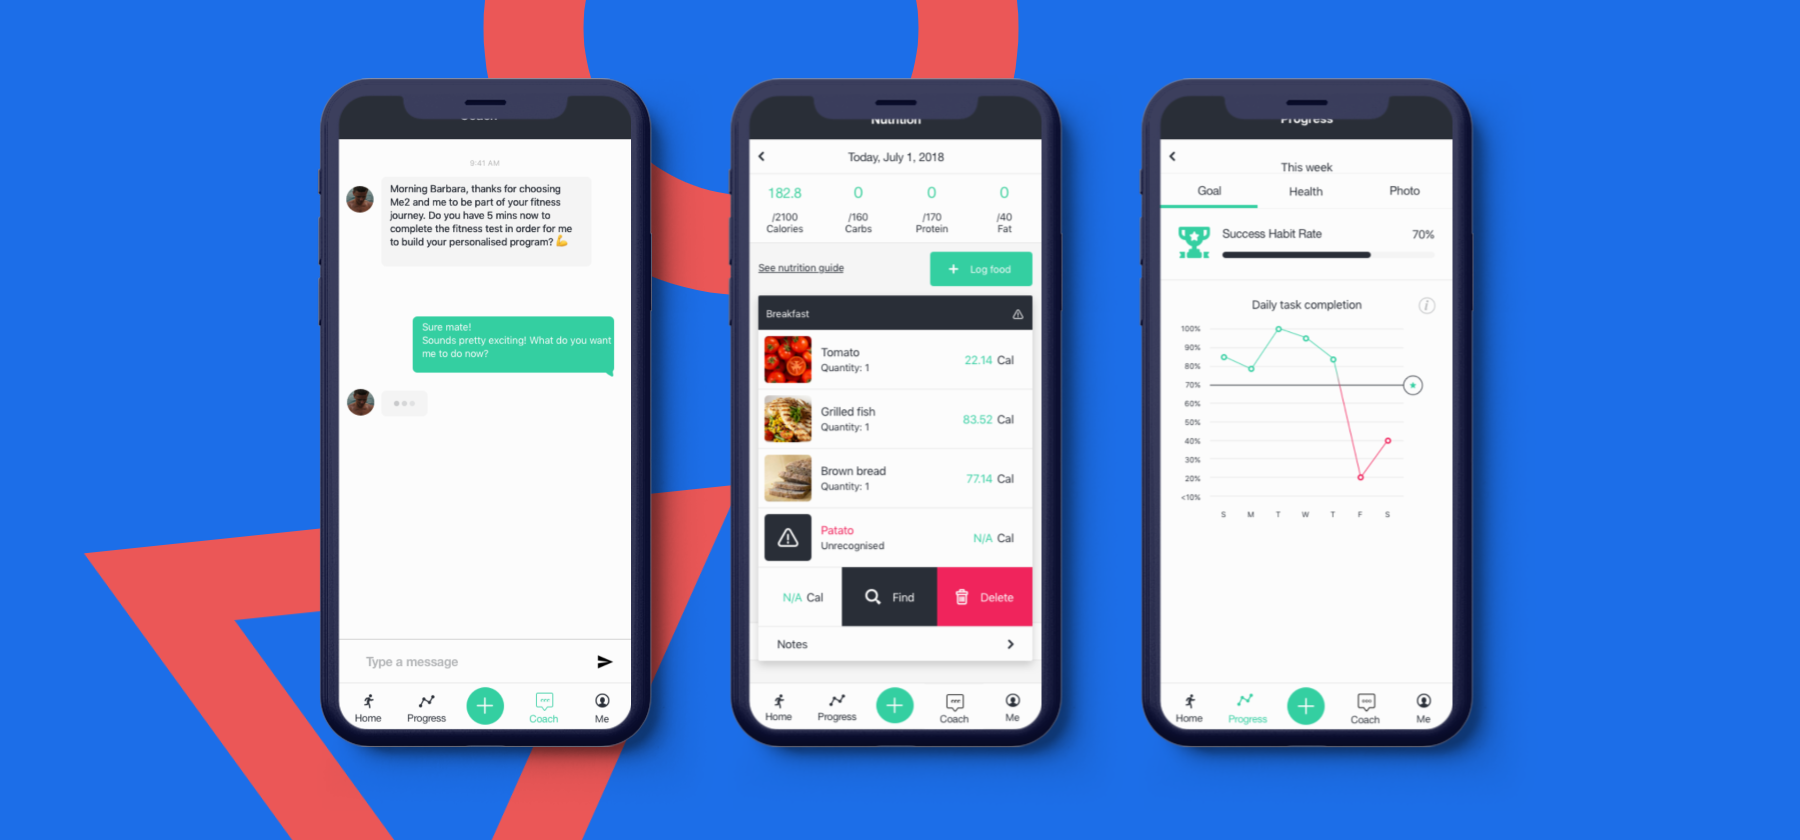 Coach
9:41 AM
Morning Barbara, thanks for choosing
Me2 and me to be part of your fitness
journey. Do you have 5 mins now to
complete the fitness test in order for me
to build your personalised program? 💪
Sure mate!
Sounds pretty exciting! What do you want
me to do now?
Type a message
Home Progress Coach Me
Nutrition
Today, July 1, 2018
182.8 0 0 0
/2100 /160 /170 /40
Calories Carbs Protein Fat
See nutrition guide
+ Log food
Breakfast
Tomato
Quantity: 1
22.14 Cal
Grilled fish
Quantity: 1
83.52 Cal
Brown bread
Quantity: 1
77.14 Cal
Patato
Unrecognised
N/A Cal
N/A Cal Find Delete
Notes
Home Progress Coach Me
Progress
This week
Goal Health Photo
Success Habit Rate 70%
Daily task completion i
100%
90%
80%
70%
60%
50%
40%
30%
20%
<10%
S M T W T F S
Home Progress Coach Me